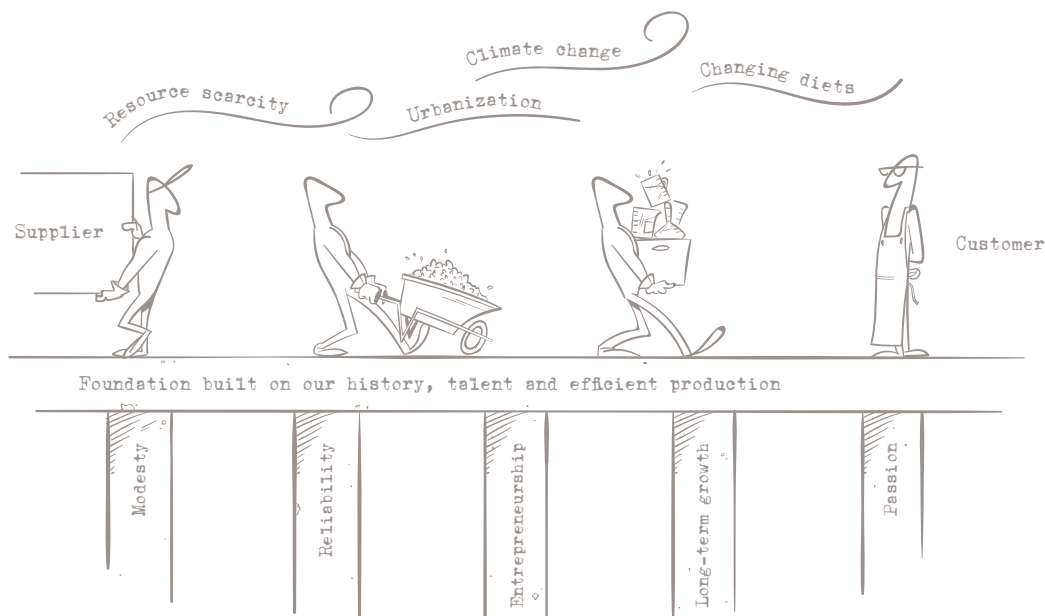 Climate change
Changing diets
Resource scarcity
Urbanization
Supplier
Customer
Foundation built on our history, talent and efficient production
Modesty
Reliability
Entrepreneurship
Long-term growth
Passion